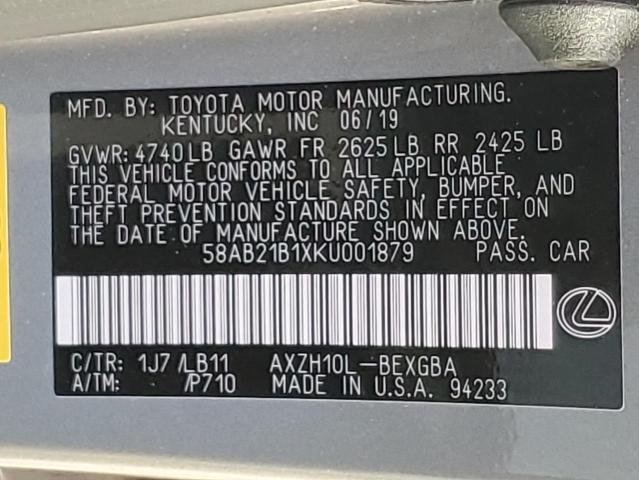 MFD. BY: TOYOTA MOTOR MANUFACTURING.
KENTUCKY, INC 06/19
GVWR: 4740LB GAWR FR 2625LB RR 2425 LB
THIS VEHICLE CONFORMS TO ALL APPLICABLE
FEDERAL MOTOR VEHICLE SAFETY, BUMPER, AND
THEFT PREVENTION STANDARDS IN EFFECT ON
THE DATE OF MANUFACTURE SHOWN ABOVE.
58AB21B1XKU001879 PASS. CAR
C/TR: 1J7 /LB11 AXZH10L-BEXGBA
A/TM: /P710 MADE IN U.S.A. 94233